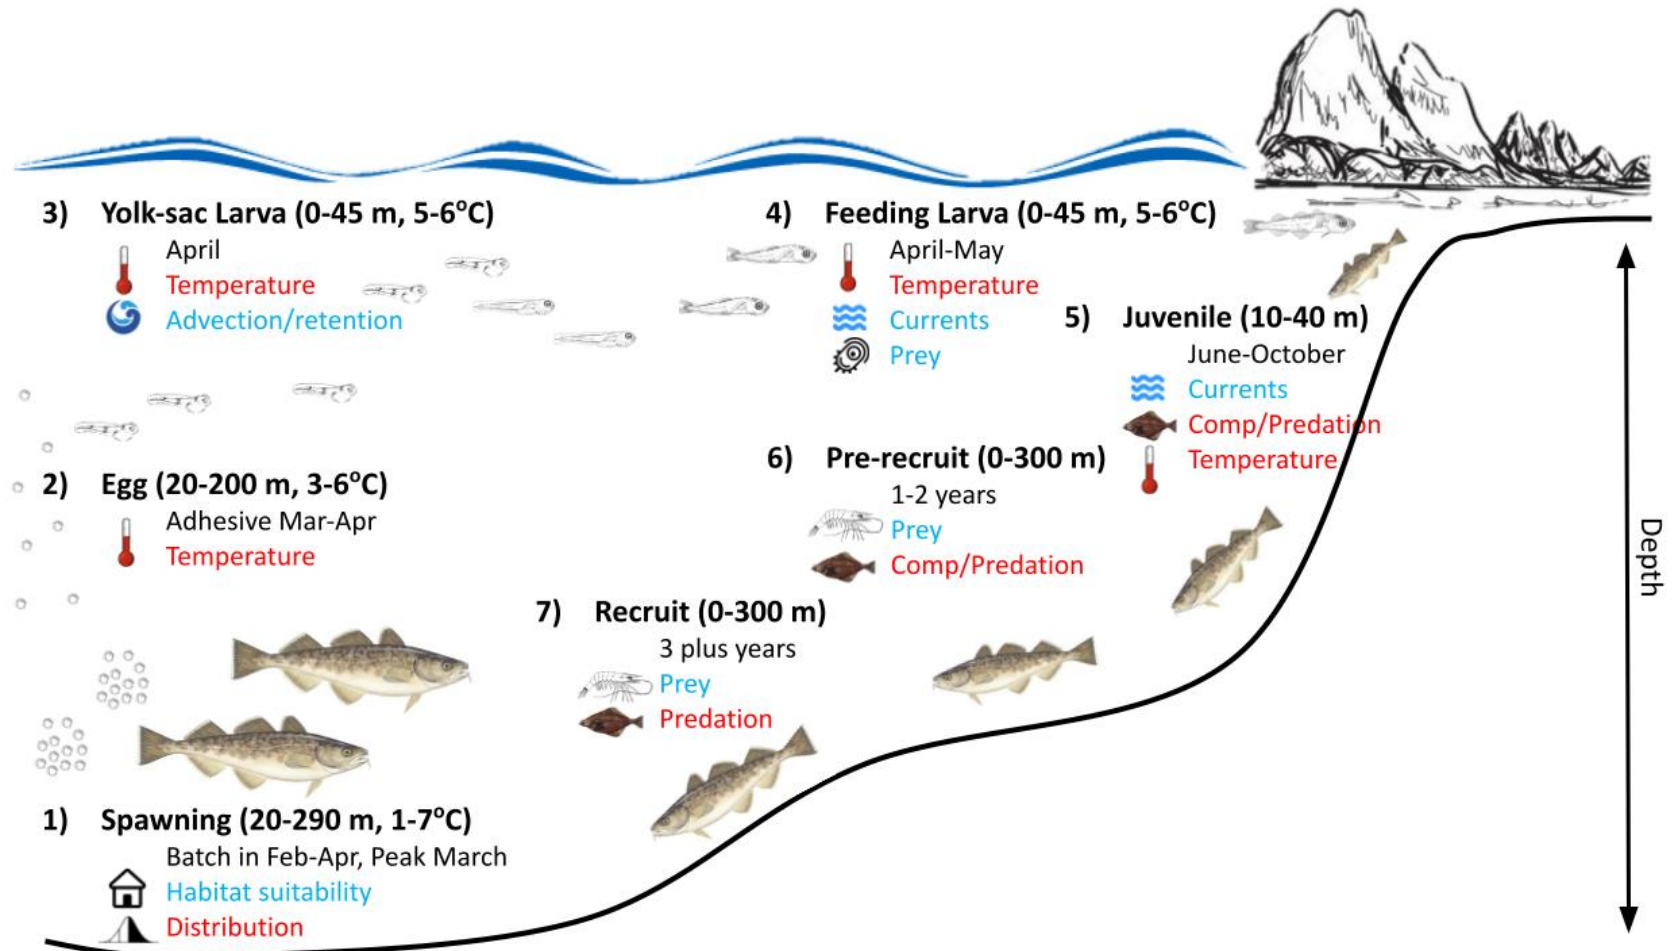 3) Yolk-sac Larva (0-45 m, 5-6°C)
April
Temperature
Advection/retention
4) Feeding Larva (0-45 m, 5-6°C)
April-May
Temperature
Currents
Prey
5) Juvenile (10-40 m)
June-October
Currents
Comp/Predation
Temperature
2) Egg (20-200 m, 3-6°C)
Adhesive Mar-Apr
Temperature
6) Pre-recruit (0-300 m)
1-2 years
Prey
Comp/Predation
7) Recruit (0-300 m)
3 plus years
Prey
Predation
1) Spawning (20-290 m, 1-7°C)
Batch in Feb-Apr, Peak March
Habitat suitability
Distribution
Depth